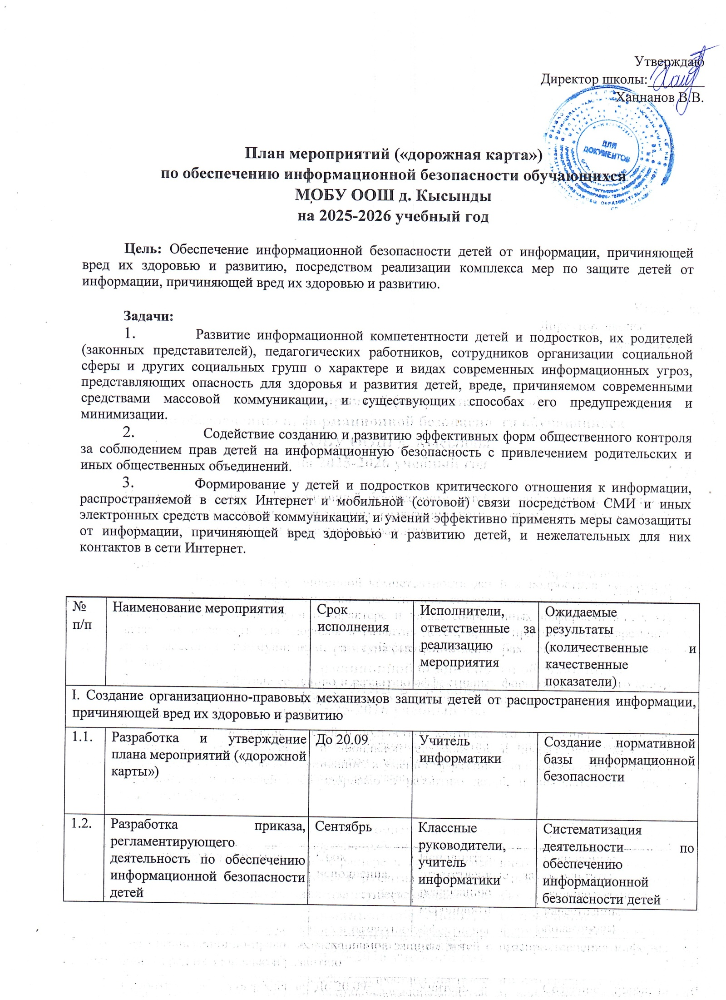 Утверждаю
Директор школы:
Ханнанов В.В.
ДЛЯ
ДОКУМЕНТОВ
План мероприятий («дорожная карта»)
по обеспечению информационной безопасности обучающихся
МОБУ ООШ д. Кысынды
на 2025-2026 учебный год
Цель: Обеспечение информационной безопасности детей от информации, причиняющей
вред их здоровью и развитию, посредством реализации комплекса мер по защите детей от
информации, причиняющей вред их здоровью и развитию.
Задачи:
1. Развитие информационной компетентности детей и подростков, их родителей
(законных представителей), педагогических работников, сотрудников организации социальной
сферы и других социальных групп о характере и видах современных информационных угроз,
представляющих опасность для здоровья и развития детей, вреде, причиняемом современными
средствами массовой коммуникации, и существующих способах его предупреждения и
минимизации.
2. Содействие созданию и развитию эффективных форм общественного контроля
за соблюдением прав детей на информационную безопасность с привлечением родительских и
иных общественных объединений.
3. Формирование у детей и подростков критического отношения к информации,
распространяемой в сетях Интернет и мобильной (сотовой) связи посредством СМИ и иных
электронных средств массовой коммуникации, и умений эффективно применять меры самозащиты
от информации, причиняющей вред здоровью и развитию детей, и нежелательных для них
контактов в сети Интернет.
№
п/п
Наименование мероприятия
Срок
исполнения
Исполнители,
ответственные за
реализацию
мероприятия
Ожидаемые
результаты
(количественные и
качественные
показатели)
I. Создание организационно-правовых механизмов защиты детей от распространения информации,
причиняющей вред их здоровью и развитию
1.1.
Разработка и утверждение
плана мероприятий («дорожной
карты»)
До 20.09
Учитель
информатики
Создание нормативной
базы информационной
безопасности
1.2.
Разработка приказа,
регламентирующего
деятельность по обеспечению
информационной безопасности
детей
Сентябрь
Классные
руководители,
учитель
информатики
Систематизация
деятельности по
обеспечению
информационной
безопасности детей